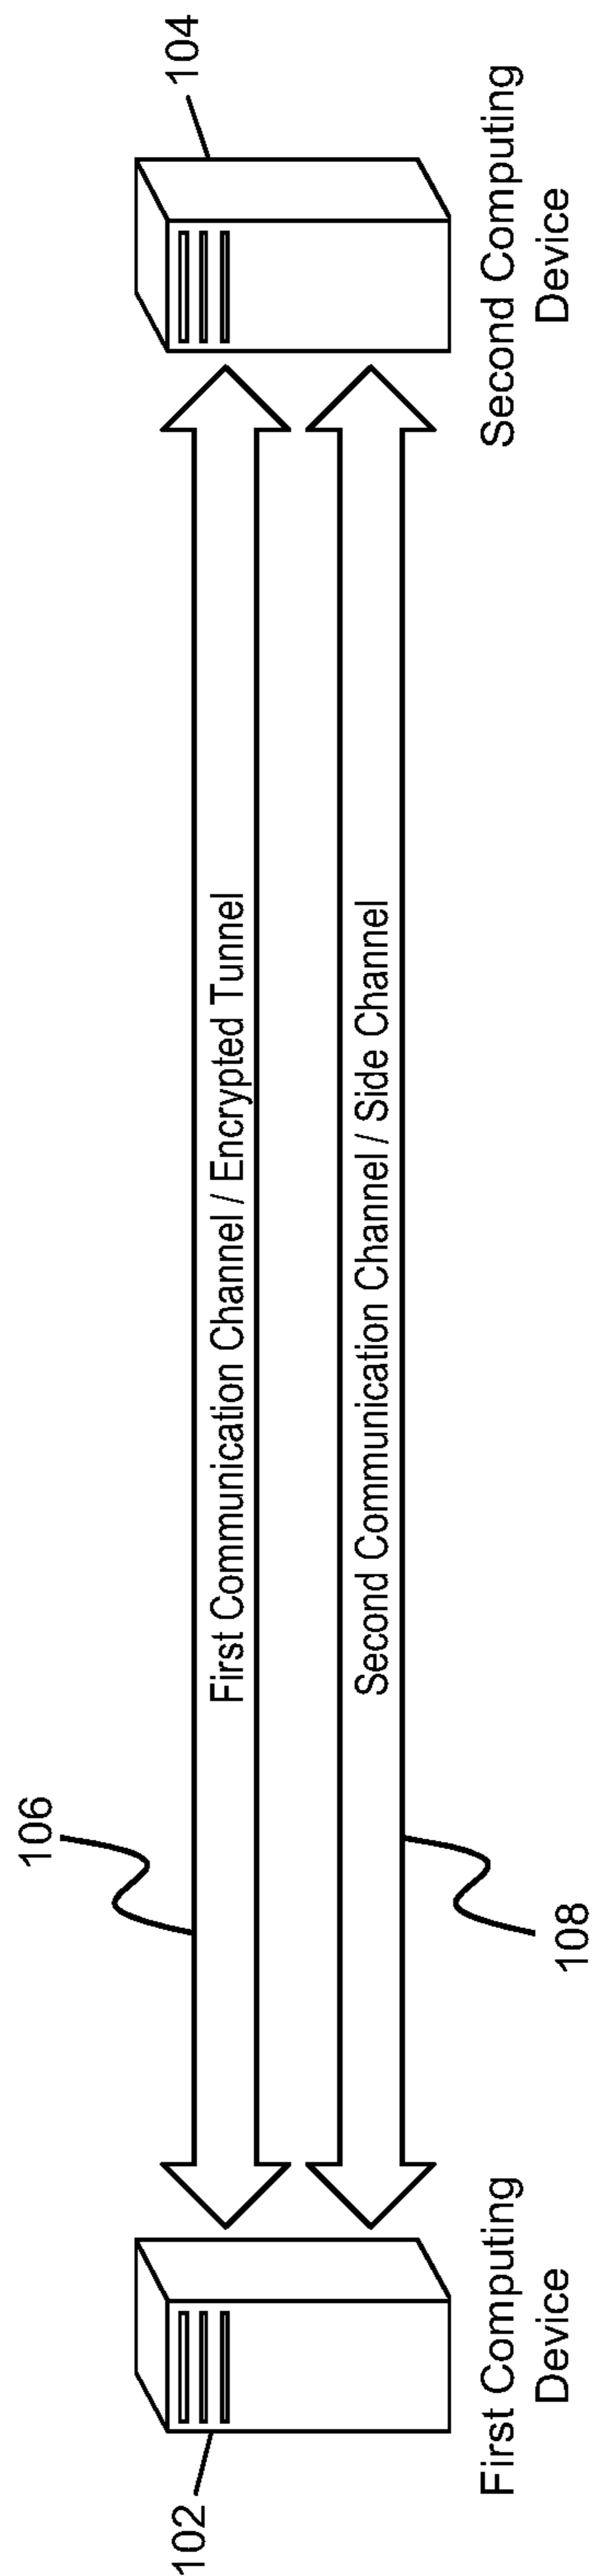 106
104
First Communication Channel / Encrypted Tunnel
Second Communication Channel / Side Channel
102
108
First Computing
Device
Second Computing
Device